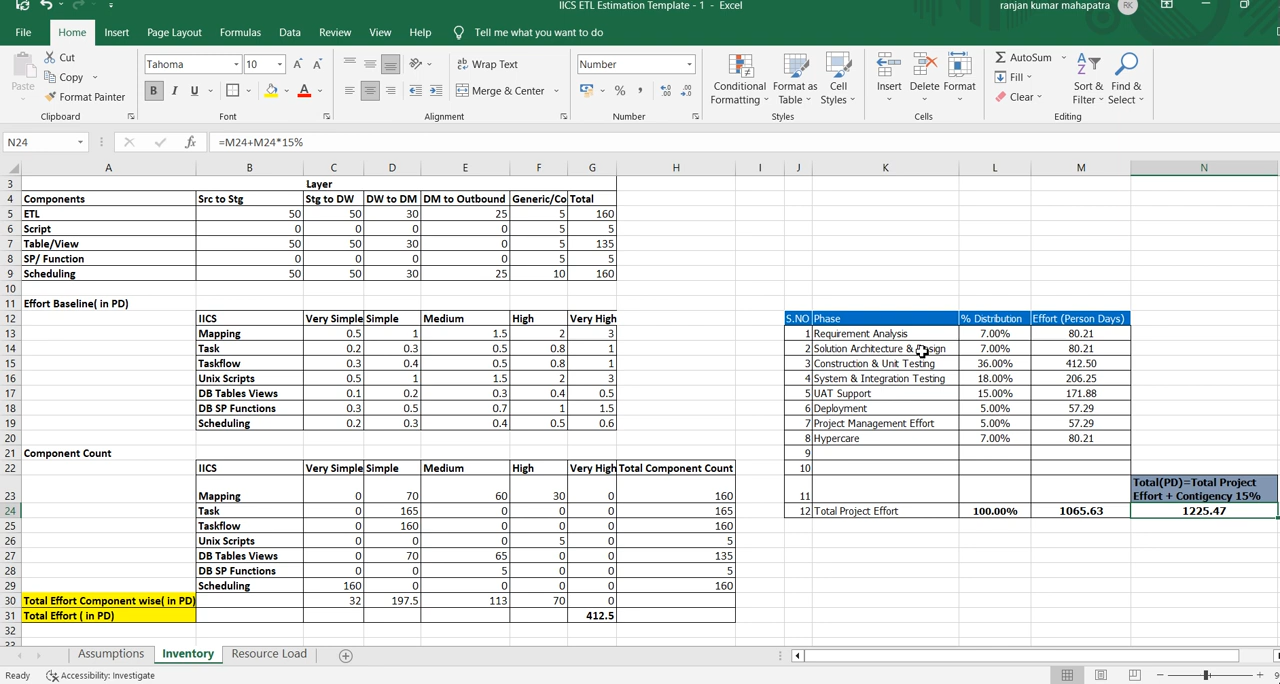 IICS ETL Estimation Template - 1 - Excel
ranjan kumar mahapatra RK
File Home Insert Page Layout Formulas Data Review View Help Tell me what you want to do
Paste Cut Copy Format Painter Clipboard
Tahoma 10 A A B I U A Font
Wrap Text Merge & Center Alignment
Number % , Number
Conditional Formatting Format as Table Cell Styles Styles
Insert Delete Format Cells
AutoSum Fill Clear Sort & Filter Find & Select Editing
N24 fx =M24+M24*15%
A B C D E F G H I J K L M N
3 Layer
4 Components Src to Stg Stg to DW DW to DM DM to Outbound Generic/Co Total
5 ETL 50 50 30 25 5 160
6 Script 0 0 0 0 5 5
7 Table/View 50 50 30 0 5 135
8 SP/ Function 0 0 0 0 5 5
9 Scheduling 50 50 30 25 10 160
10
11 Effort Baseline( in PD)
12 IICS Very Simple Simple Medium High Very High S.NO Phase % Distribution Effort (Person Days)
13 Mapping 0.5 1 1.5 2 3 1 Requirement Analysis 7.00% 80.21
14 Task 0.2 0.3 0.5 0.8 1 2 Solution Architecture & Design 7.00% 80.21
15 Taskflow 0.3 0.4 0.5 0.8 1 3 Construction & Unit Testing 36.00% 412.50
16 Unix Scripts 0.5 1 1.5 2 3 4 System & Integration Testing 18.00% 206.25
17 DB Tables Views 0.1 0.2 0.3 0.4 0.5 5 UAT Support 15.00% 171.88
18 DB SP Functions 0.3 0.5 0.7 1 1.5 6 Deployment 5.00% 57.29
19 Scheduling 0.2 0.3 0.4 0.5 0.6 7 Project Management Effort 5.00% 57.29
20 8 Hypercare 7.00% 80.21
21 Component Count 9
22 IICS Very Simple Simple Medium High Very High Total Component Count 10
Total(PD)=Total Project
23 Mapping 0 70 60 30 0 160 11 Effort + Contigency 15%
24 Task 0 165 0 0 0 165 12 Total Project Effort 100.00% 1065.63 1225.47
25 Taskflow 0 160 0 0 0 160
26 Unix Scripts 0 0 0 5 0 5
27 DB Tables Views 0 70 65 0 0 135
28 DB SP Functions 0 0 5 0 0 5
29 Scheduling 160 0 0 0 0 160
30 Total Effort Component wise( in PD) 32 197.5 113 70 0
31 Total Effort ( in PD) 412.5
32
33
Assumptions Inventory Resource Load
Ready Accessibility: Investigate